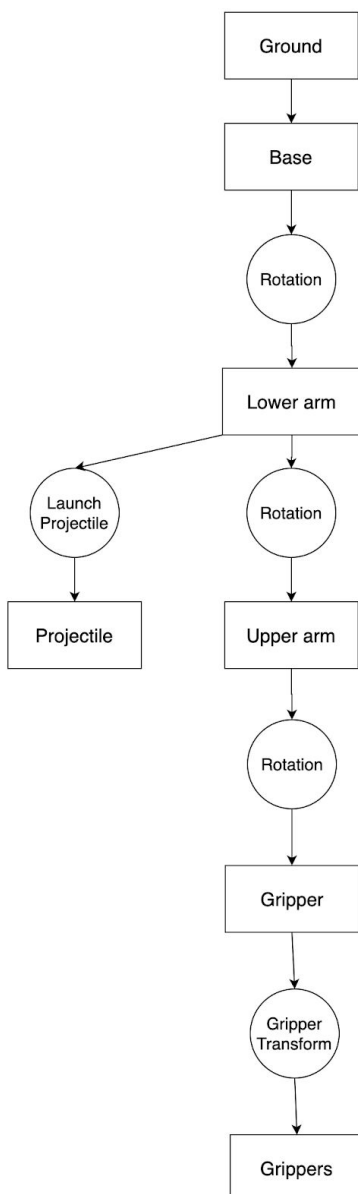 Ground
Base
Rotation
Lower arm
Launch
Projectile
Rotation
Projectile
Upper arm
Rotation
Gripper
Gripper
Transform
Grippers